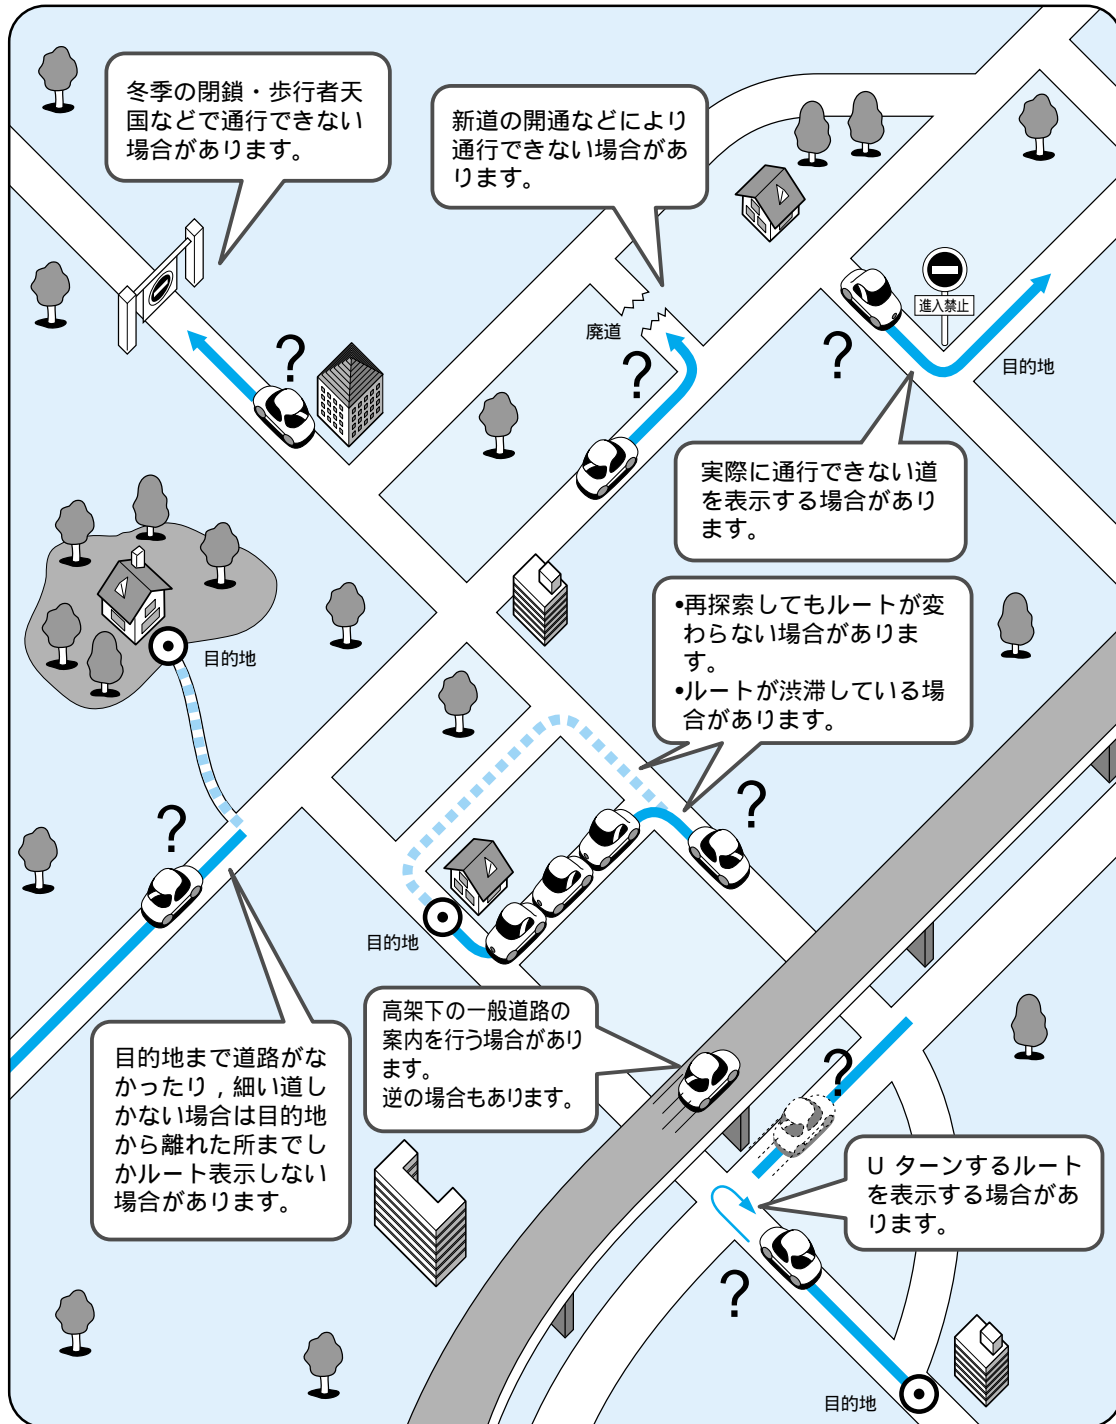 冬季の閉鎖・歩行者天
国などで通行できない
場合があります。
新道の開通などにより
通行できない場合があ
ります。
廃道
進入禁止
目的地
実際に通行できない道
を表示する場合があり
ます。
•再探索してもルートが変
わらない場合がありま
す。
•ルートが渋滞している場
合があります。
目的地
目的地
目的地まで道路がな
かったり，細い道し
かない場合は目的地
から離れた所までし
かルート表示しない
場合があります。
高架下の一般道路の
案内を行う場合があり
ます。
逆の場合もあります。
U ターンするルート
を表示する場合があ
ります。
目的地
?
?
?
?
?
?
?